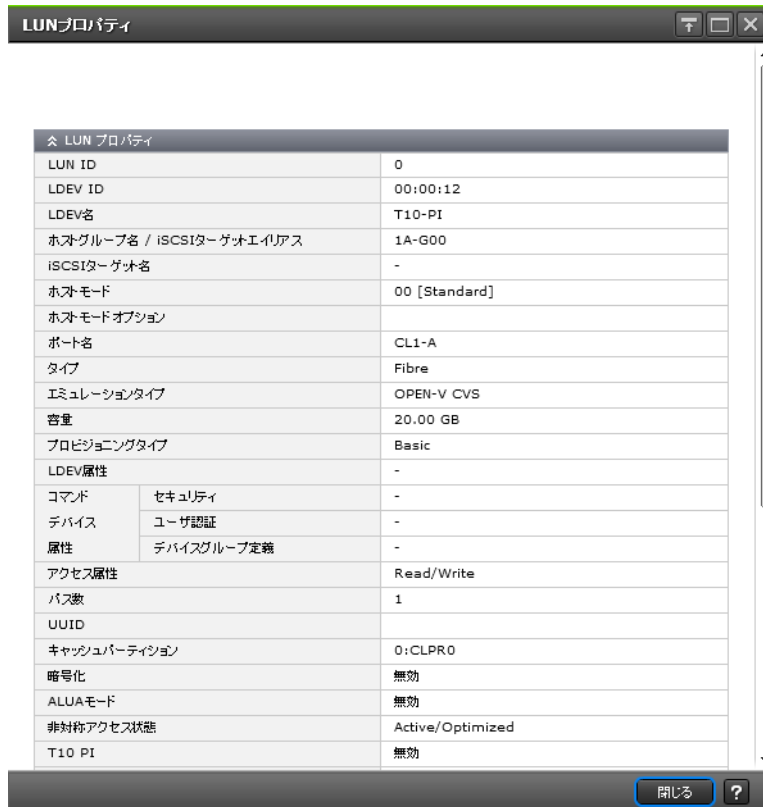 LUNプロパティ
LUN プロパティ
LUN ID 0
LDEV ID 00:00:12
LDEV名 T10-PI
ホストグループ名 / iSCSIターゲットエイリアス 1A-G00
iSCSIターゲット名 -
ホストモード 00 [Standard]
ホストモードオプション
ポート名 CL1-A
タイプ Fibre
エミュレーションタイプ OPEN-V CVS
容量 20.00 GB
プロビジョニングタイプ Basic
LDEV属性 -
コマンド セキュリティ -
デバイス ユーザ認証 -
属性 デバイスグループ定義 -
アクセス属性 Read/Write
パス数 1
UUID
キャッシュパーティション 0:CLPR0
暗号化 無効
ALUAモード 無効
非対称アクセス状態 Active/Optimized
T10 PI 無効
閉じる ?